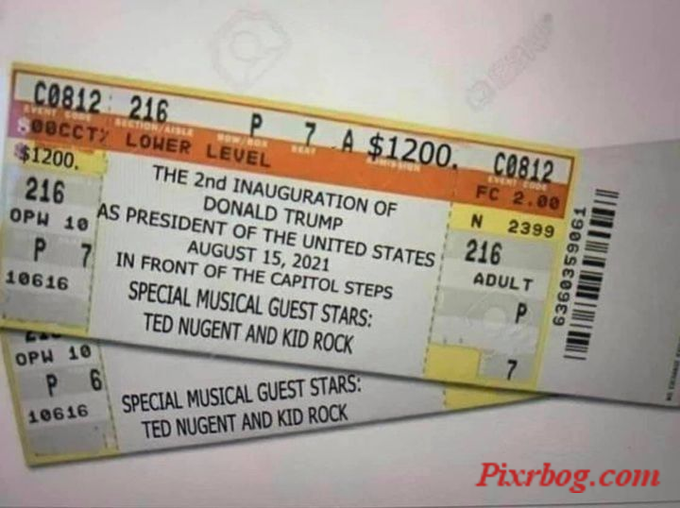 C0812 216 P 7 A $1200. C0812
EVENT CODE SECTION/AISLE ROW/BOX SEAT ADMISSION EVENT CODE
LOWER LEVEL FC 2.00
$1200. N 2399
216 216
OPW 10 ADULT
P 7 P
10616 7
THE 2nd INAUGURATION OF
DONALD TRUMP
AS PRESIDENT OF THE UNITED STATES
AUGUST 15, 2021
IN FRONT OF THE CAPITOL STEPS
SPECIAL MUSICAL GUEST STARS:
TED NUGENT AND KID ROCK
6360359061
OPW 10
P 6
10616
SPECIAL MUSICAL GUEST STARS:
TED NUGENT AND KID ROCK
Pixrbog.com